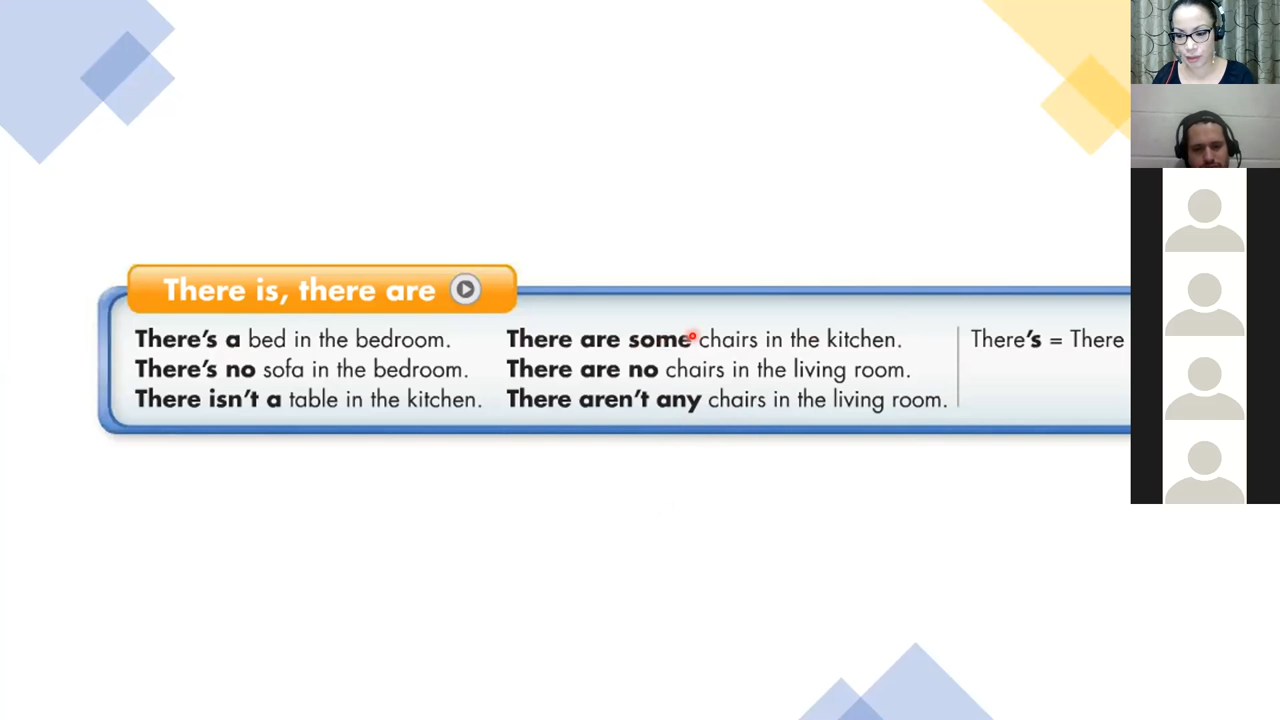 There is, there are
There's a bed in the bedroom.
There's no sofa in the bedroom.
There isn't a table in the kitchen.
There are some chairs in the kitchen.
There are no chairs in the living room.
There aren't any chairs in the living room.
There's = There